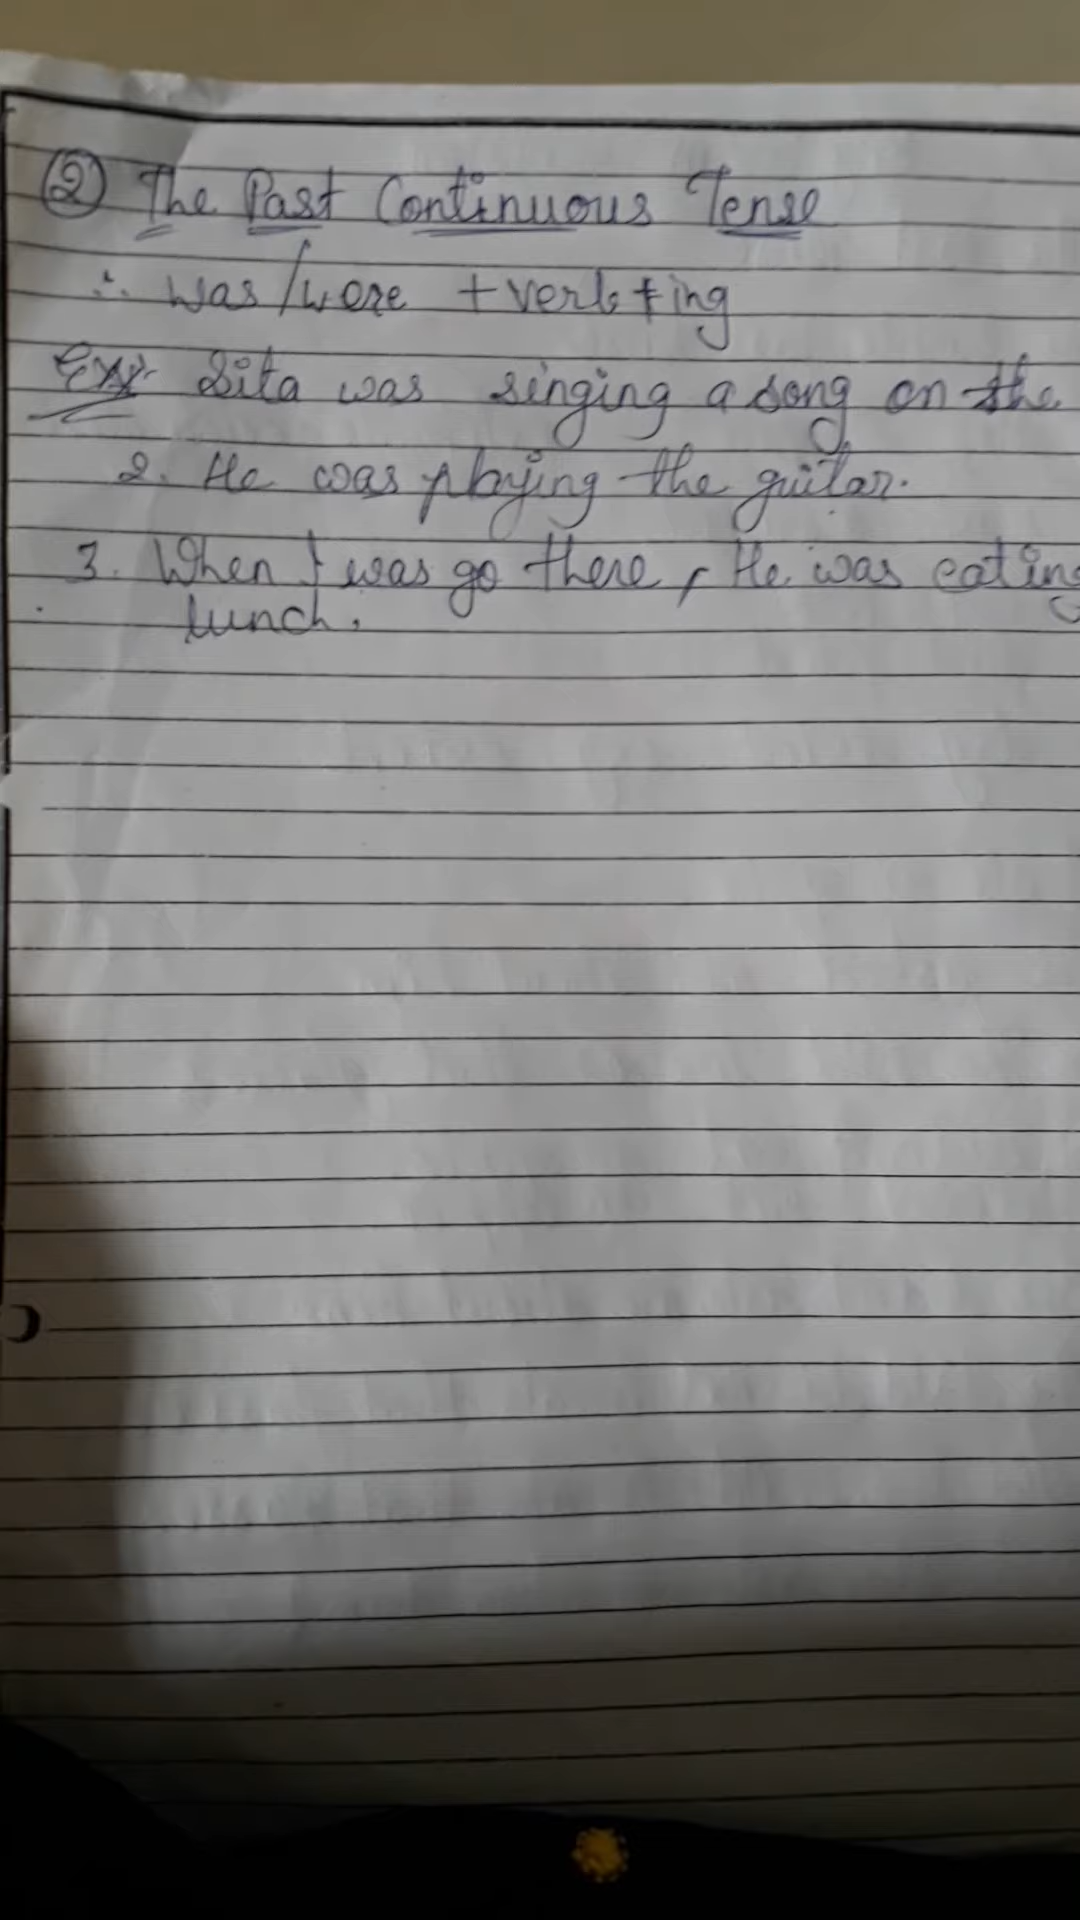 ② The Past Continuous Tense
∴ was/were + verb + ing
Ex:- Sita was singing a song on the
2. He was playing the guitar.
3. When I was go there, He was eating
lunch.